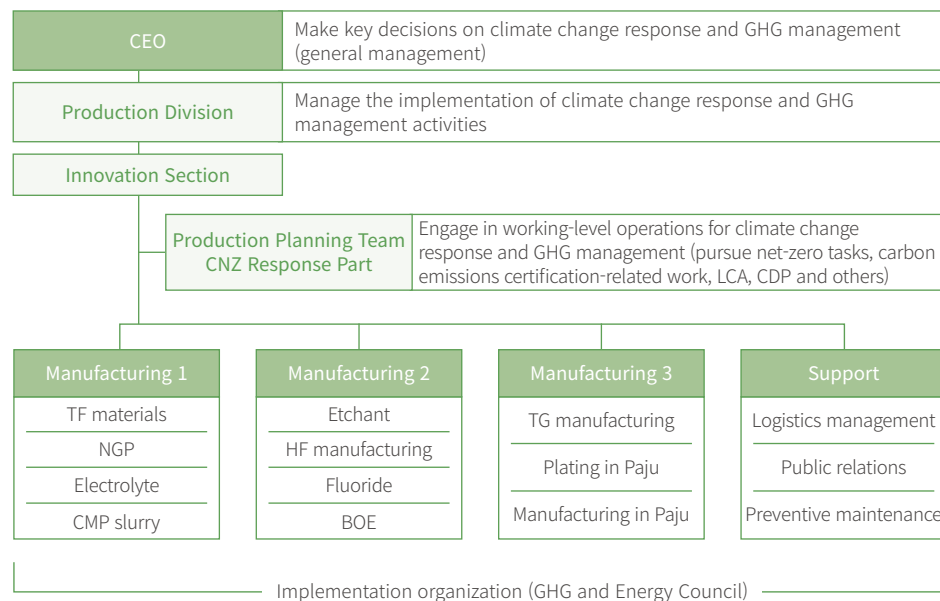 CEO
Make key decisions on climate change response and GHG management
(general management)
Production Division
Manage the implementation of climate change response and GHG
management activities
Innovation Section
Production Planning Team
CNZ Response Part
Engage in working-level operations for climate change
response and GHG management (pursue net-zero tasks, carbon
emissions certification-related work, LCA, CDP and others)
Manufacturing 1
TF materials
NGP
Electrolyte
CMP slurry
Manufacturing 2
Etchant
HF manufacturing
Fluoride
BOE
Manufacturing 3
TG manufacturing
Plating in Paju
Manufacturing in Paju
Support
Logistics management
Public relations
Preventive maintenance
Implementation organization (GHG and Energy Council)